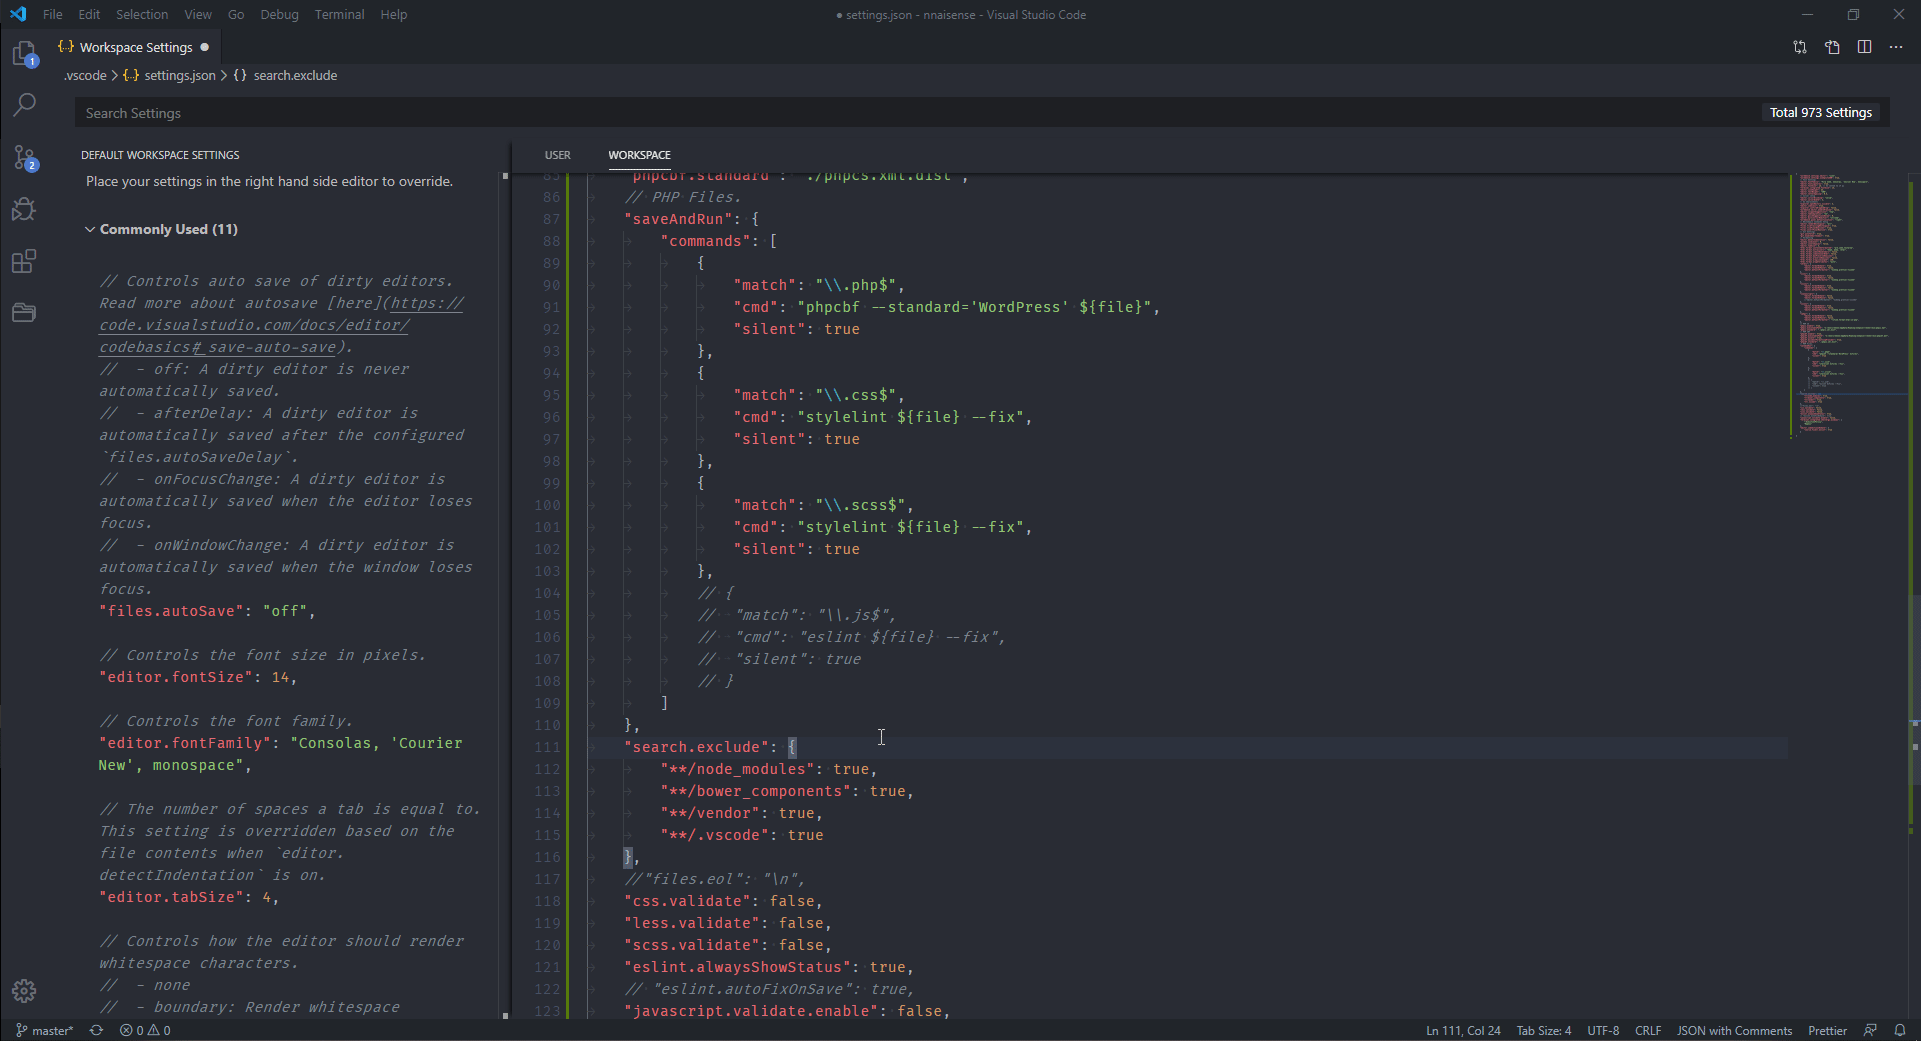 File Edit Selection View Go Debug Terminal Help
● settings.json - nnaisense - Visual Studio Code
{..} Workspace Settings ●
.vscode > {..} settings.json > {} search.exclude
Search Settings
Total 973 Settings
1
2
DEFAULT WORKSPACE SETTINGS
Place your settings in the right hand side editor to override.
Commonly Used (11)
// Controls auto save of dirty editors.
Read more about autosave [here](https://
code.visualstudio.com/docs/editor/
codebasics#_save-auto-save).
//  - off: A dirty editor is never
automatically saved.
//  - afterDelay: A dirty editor is
automatically saved after the configured
`files.autoSaveDelay`.
//  - onFocusChange: A dirty editor is
automatically saved when the editor loses
focus.
//  - onWindowChange: A dirty editor is
automatically saved when the window loses
focus.
"files.autoSave": "off",
// Controls the font size in pixels.
"editor.fontSize": 14,
// Controls the font family.
"editor.fontFamily": "Consolas, 'Courier
New', monospace",
// The number of spaces a tab is equal to.
This setting is overridden based on the
file contents when `editor.
detectIndentation` is on.
"editor.tabSize": 4,
// Controls how the editor should render
whitespace characters.
//  - none
//  - boundary: Render whitespace
USER WORKSPACE
85 "phpcbf.standard": "./phpcs.xml.dist",
86 // PHP Files.
87 "saveAndRun": {
88 "commands": [
89 {
90 "match": "\\.php$",
91 "cmd": "phpcbf --standard='WordPress' ${file}",
92 "silent": true
93 },
94 {
95 "match": "\\.css$",
96 "cmd": "stylelint ${file} --fix",
97 "silent": true
98 },
99 {
100 "match": "\\.scss$",
101 "cmd": "stylelint ${file} --fix",
102 "silent": true
103 },
104 // {
105 //  "match": "\\.js$",
106 //  "cmd": "eslint ${file} --fix",
107 //  "silent": true
108 // }
109 ]
110 },
111 "search.exclude": {
112 "**/node_modules": true,
113 "**/bower_components": true,
114 "**/vendor": true,
115 "**/.vscode": true
116 },
117 //"files.eol": "\n",
118 "css.validate": false,
119 "less.validate": false,
120 "scss.validate": false,
121 "eslint.alwaysShowStatus": true,
122 // "eslint.autoFixOnSave": true,
123 "javascript.validate.enable": false,
master* 0 0
Ln 111, Col 24 Tab Size: 4 UTF-8 CRLF JSON with Comments Prettier